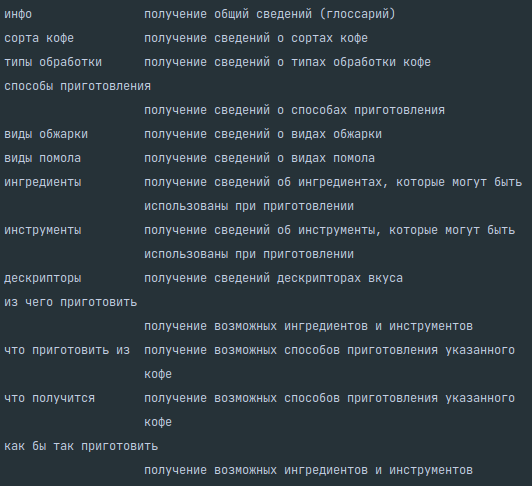 инфо получение общий сведений (глоссарий)
сорта кофе получение сведений о сортах кофе
типы обработки получение сведений о типах обработки кофе
способы приготовления
получение сведений о способах приготовления
виды обжарки получение сведений о видах обжарки
виды помола получение сведений о видах помола
ингредиенты получение сведений об ингредиентах, которые могут быть
использованы при приготовлении
инструменты получение сведений об инструменты, которые могут быть
использованы при приготовлении
дескрипторы получение сведений дескрипторах вкуса
из чего приготовить
получение возможных ингредиентов и инструментов
что приготовить из получение возможных способов приготовления указанного
кофе
что получится получение возможных способов приготовления указанного
кофе
как бы так приготовить
получение возможных ингредиентов и инструментов